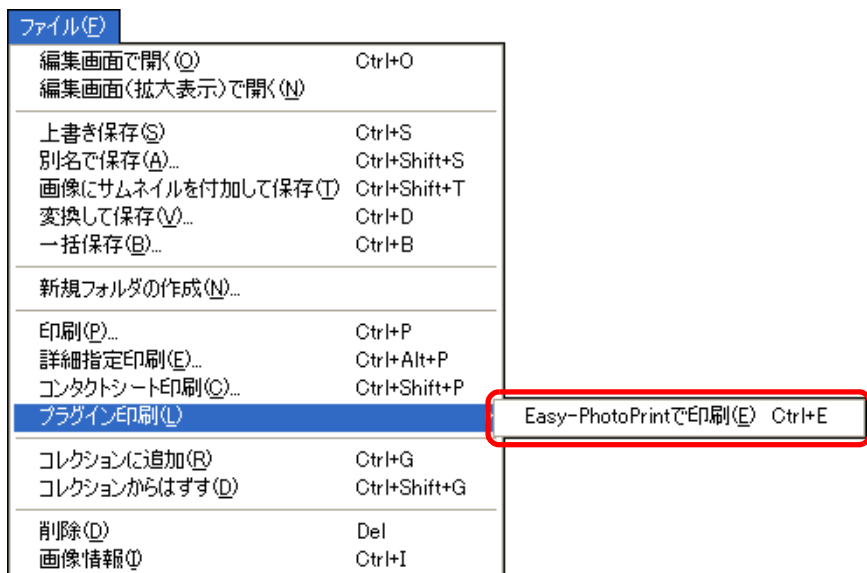 ファイル(F)
編集画面で開く(O) Ctrl+O
編集画面(拡大表示)で開く(N)
上書き保存(S) Ctrl+S
別名で保存(A)... Ctrl+Shift+S
画像にサムネイルを付加して保存(T) Ctrl+Shift+T
変換して保存(V)... Ctrl+D
一括保存(B)... Ctrl+B
新規フォルダの作成(N)...
印刷(P)... Ctrl+P
詳細指定印刷(E)... Ctrl+Alt+P
コンタクトシート印刷(C)... Ctrl+Shift+P
プラグイン印刷(L) Easy-PhotoPrintで印刷(E) Ctrl+E
コレクションに追加(R) Ctrl+G
コレクションからはずす(D) Ctrl+Shift+G
削除(D) Del
画像情報(I) Ctrl+I